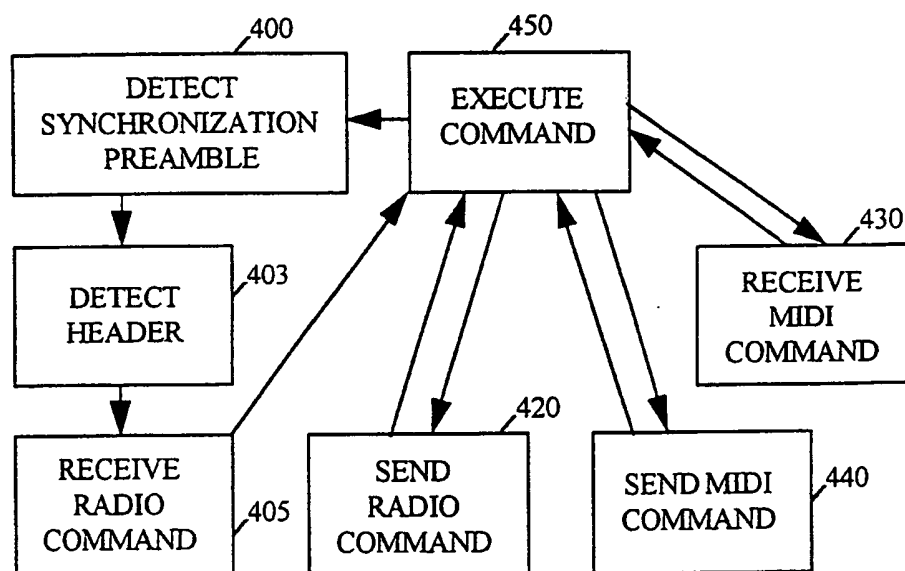 400
DETECT
SYNCHRONIZATION
PREAMBLE
450
EXECUTE
COMMAND
403
DETECT
HEADER
430
RECEIVE
MIDI
COMMAND
RECEIVE
RADIO
COMMAND
405
420
SEND
RADIO
COMMAND
SEND MIDI
COMMAND
440